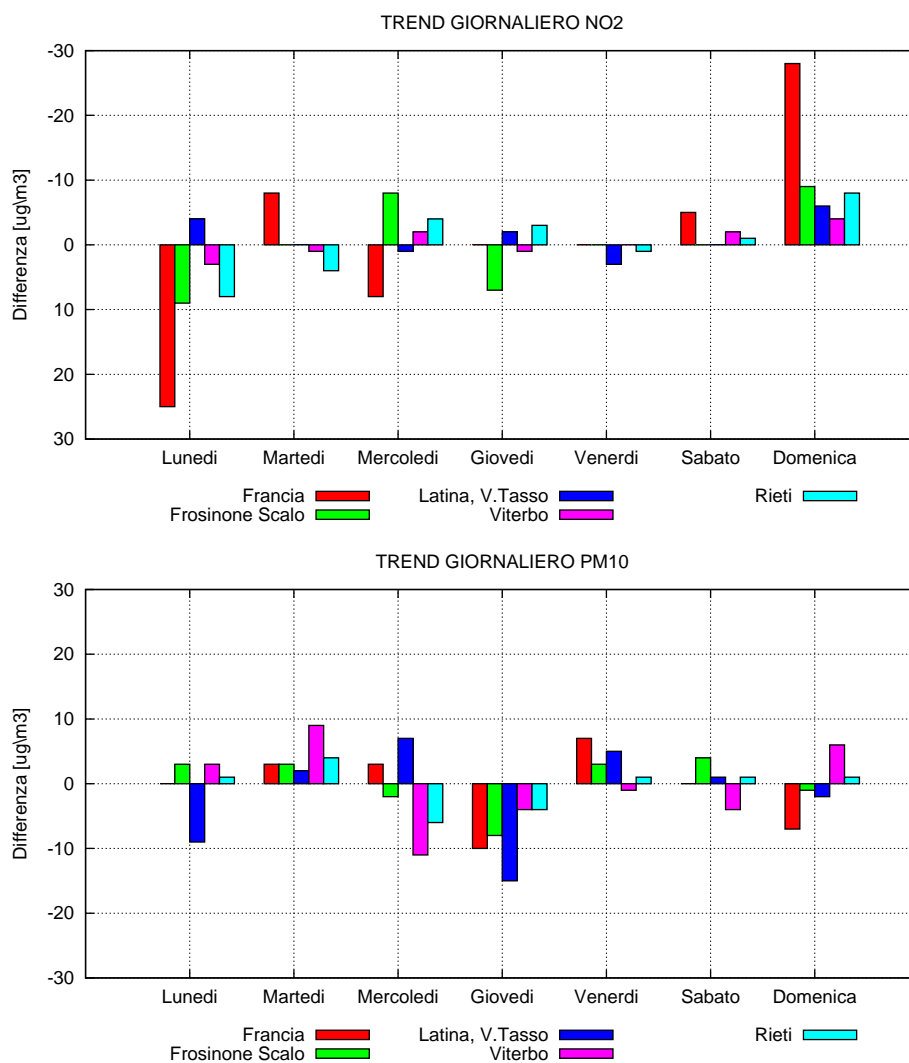 TREND GIORNALIERO NO2
-30
-20
-10
0
10
20
30
Differenza [ug\m3]
Lunedi Martedi Mercoledi Giovedi Venerdi Sabato Domenica
Francia Latina, V.Tasso Rieti
Frosinone Scalo Viterbo
TREND GIORNALIERO PM10
30
20
10
0
-10
-20
-30
Differenza [ug\m3]
Lunedi Martedi Mercoledi Giovedi Venerdi Sabato Domenica
Francia Latina, V.Tasso Rieti
Frosinone Scalo Viterbo